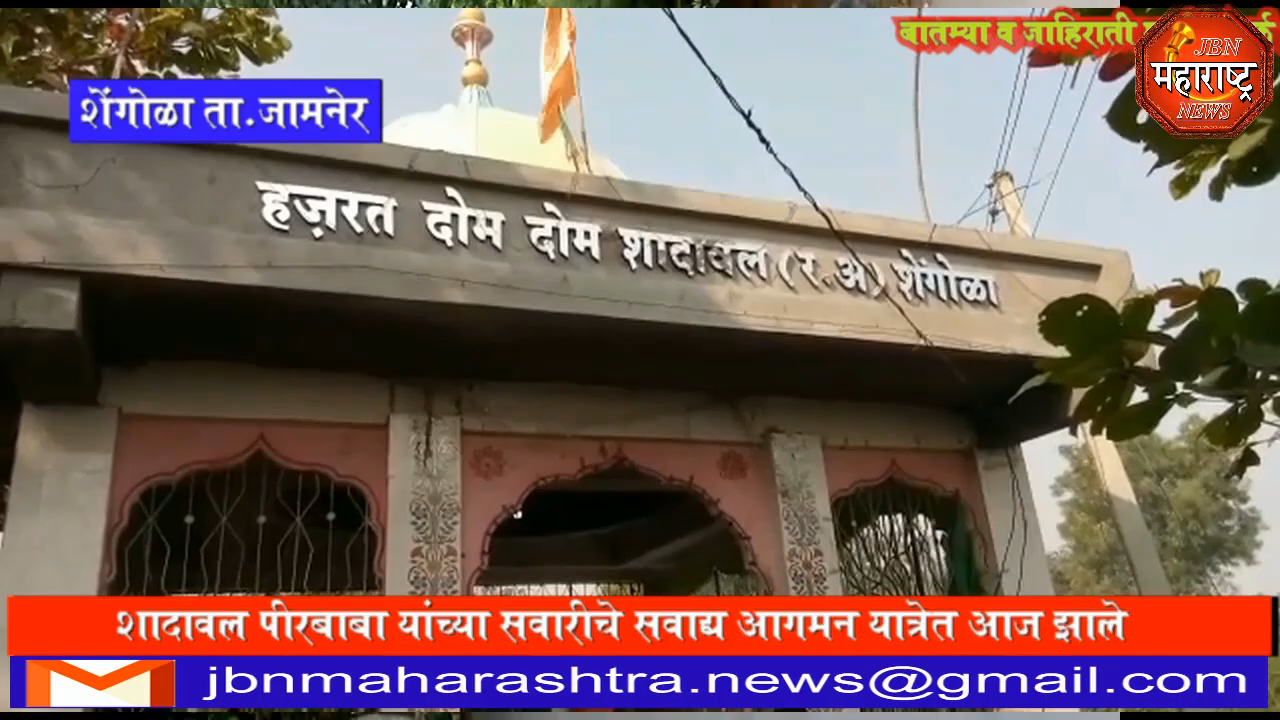 बातम्या व जाहिराती
JBN
महाराष्ट्र
NEWS
शेंगोळा ता.जामनेर
हज़रत दोम दोम शादावल (र.अ) शेंगोळा
शादावल पीरबाबा यांच्या सवारीचे सवाद्य आगमन यात्रेत आज झाले
jbnmaharashtra.news@gmail.com